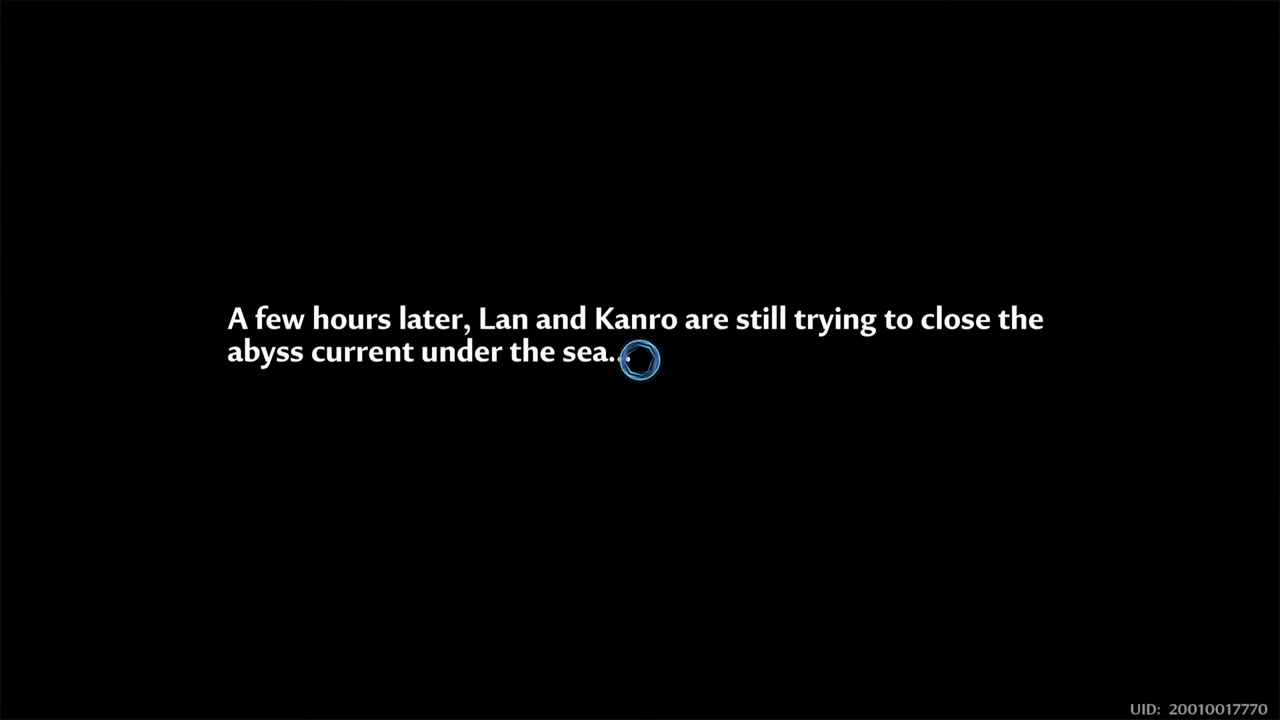 A few hours later, Lan and Kanro are still trying to close the
abyss current under the sea...
UID: 20010017770